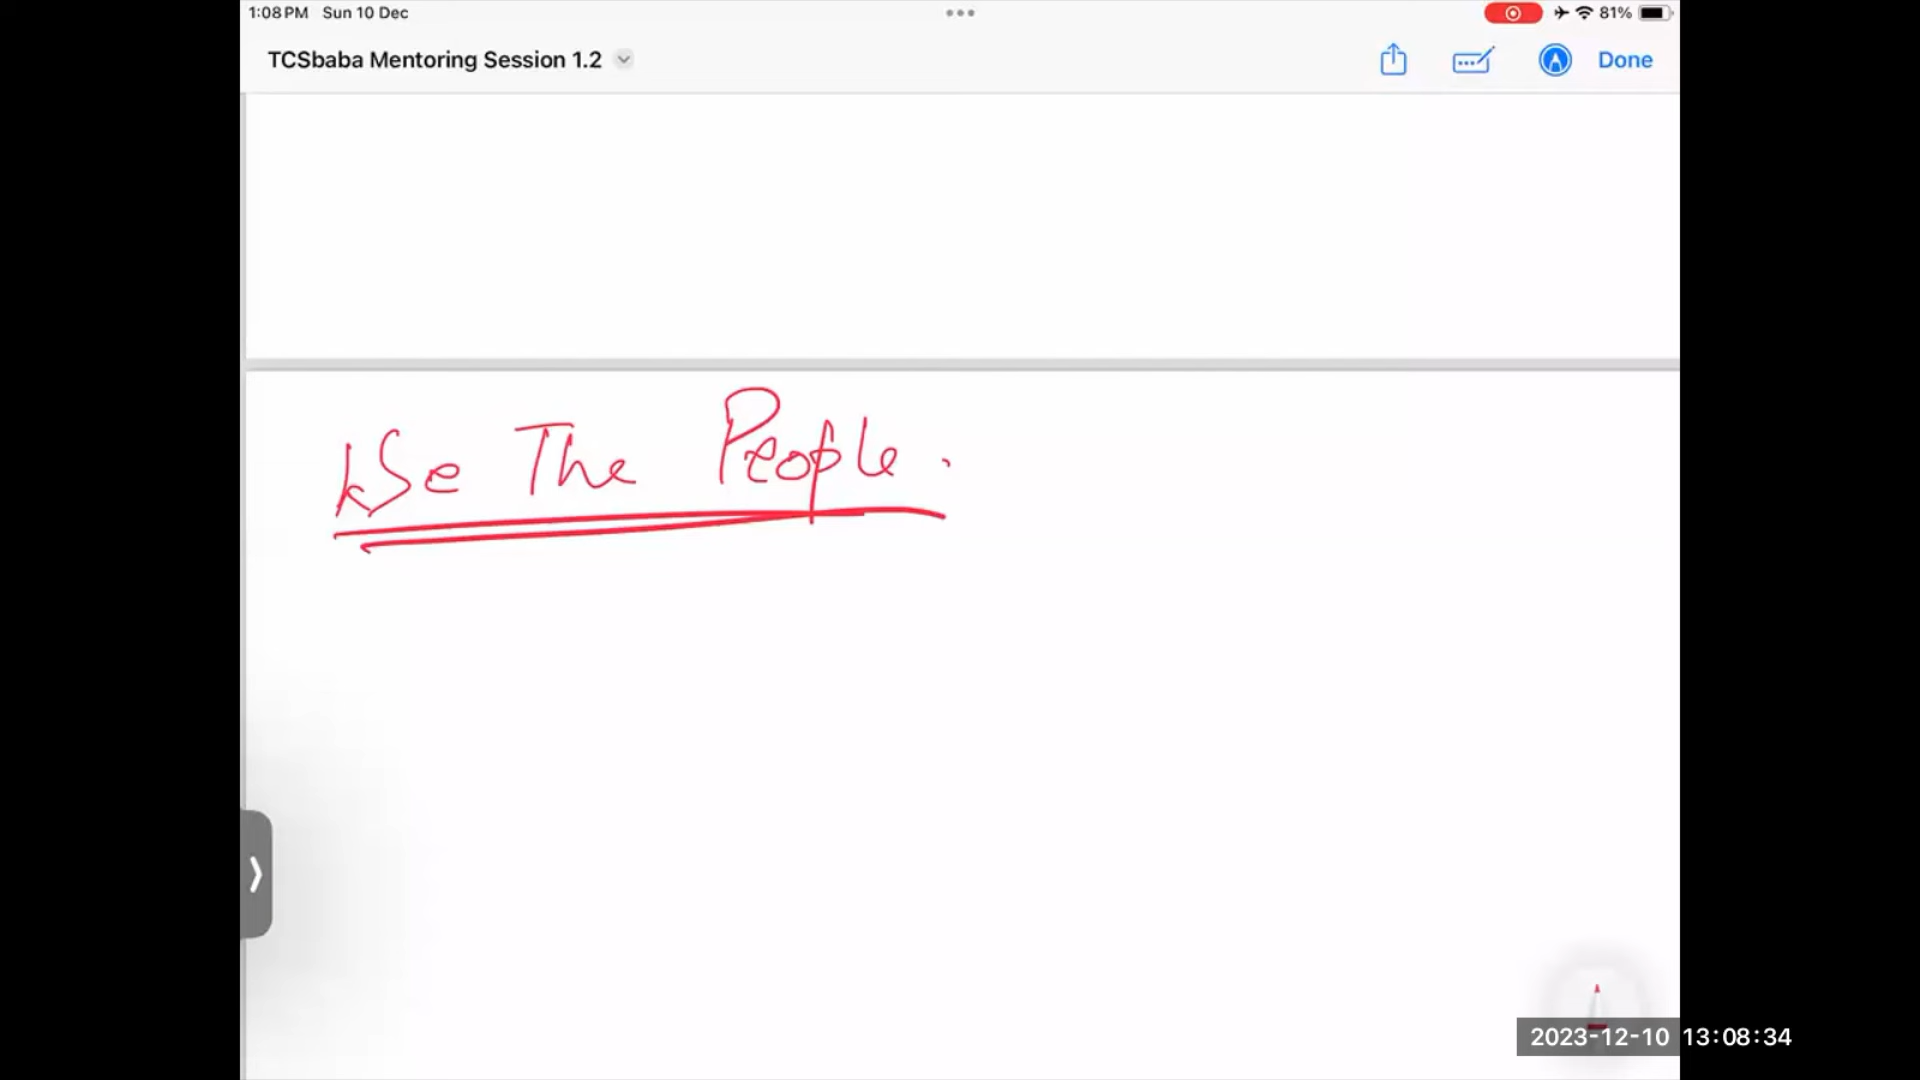 1:08 PM Sun 10 Dec
81%
TCSbaba Mentoring Session 1.2
Done
The People.
2023-12-10 13:08:34